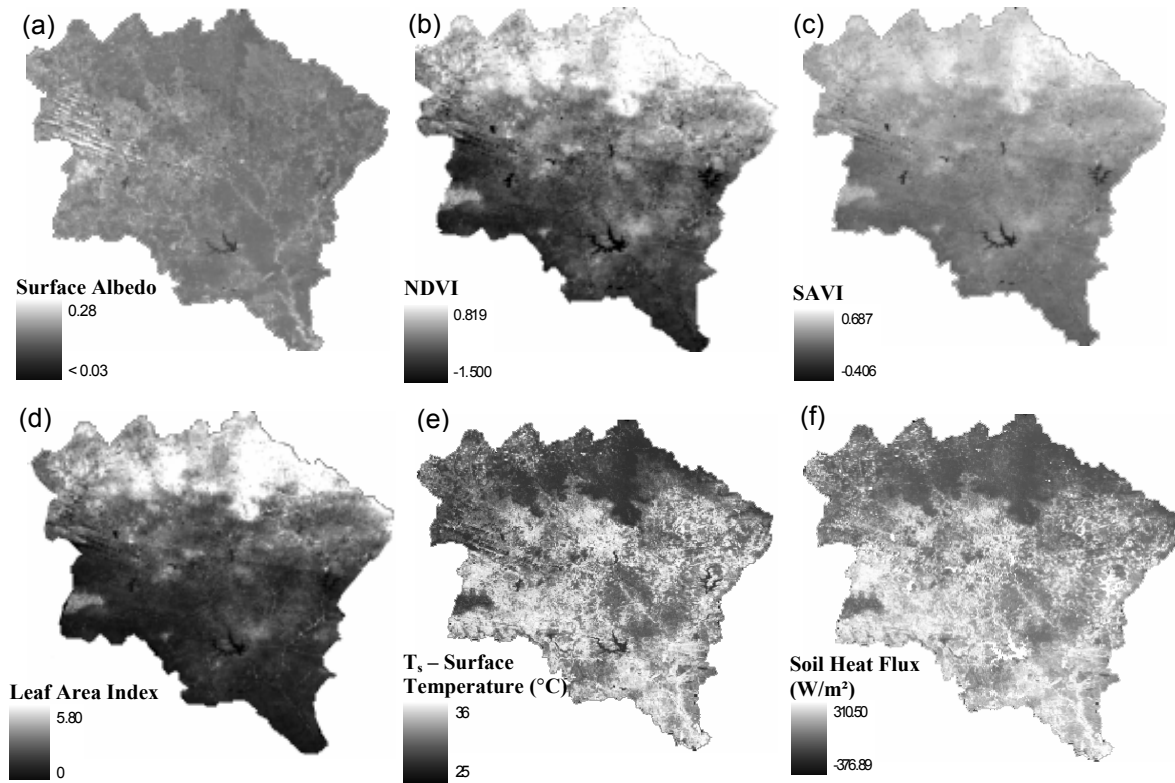 (a)
Surface Albedo
0.28
< 0.03
(b)
NDVI
0.819
-1.500
(c)
SAVI
0.687
-0.406
(d)
Leaf Area Index
5.80
0
(e)
Tₛ – Surface
Temperature (°C)
36
25
(f)
Soil Heat Flux
(W/m²)
310.50
-376.89